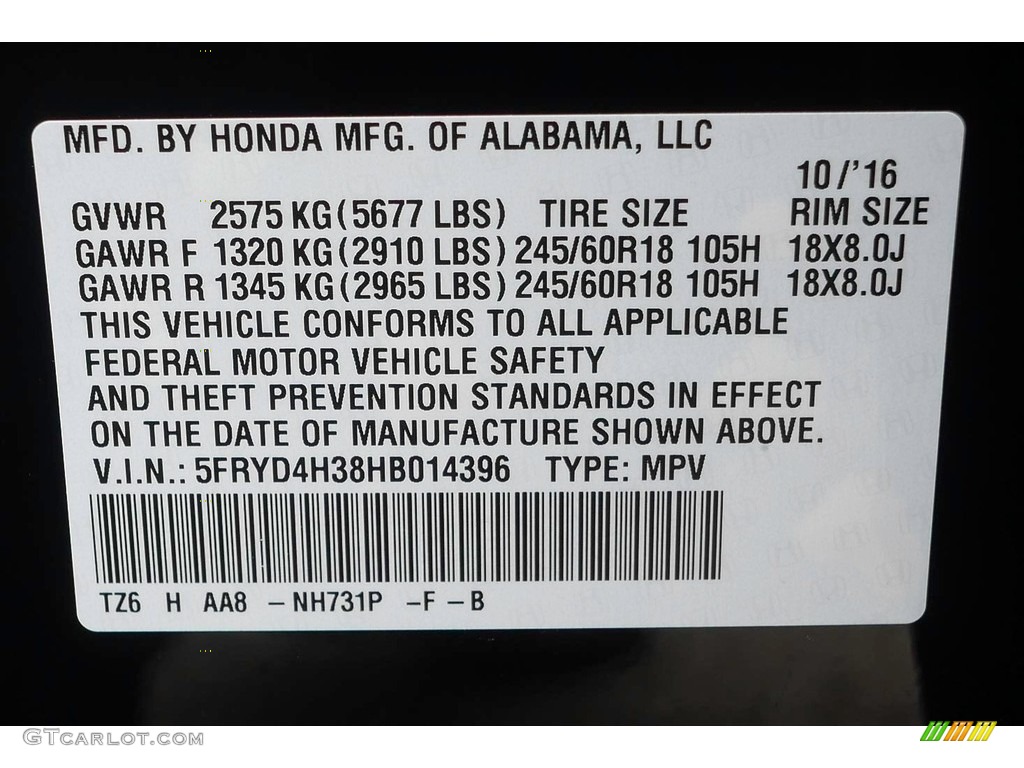 MFD. BY HONDA MFG. OF ALABAMA, LLC
10/'16
GVWR 2575 KG(5677 LBS) TIRE SIZE RIM SIZE
GAWR F 1320 KG(2910 LBS) 245/60R18 105H 18X8.0J
GAWR R 1345 KG(2965 LBS) 245/60R18 105H 18X8.0J
THIS VEHICLE CONFORMS TO ALL APPLICABLE
FEDERAL MOTOR VEHICLE SAFETY
AND THEFT PREVENTION STANDARDS IN EFFECT
ON THE DATE OF MANUFACTURE SHOWN ABOVE.
V.I.N.: 5FRYD4H38HB014396 TYPE: MPV
TZ6 H AA8 -NH731P -F -B
GTcarlot.com